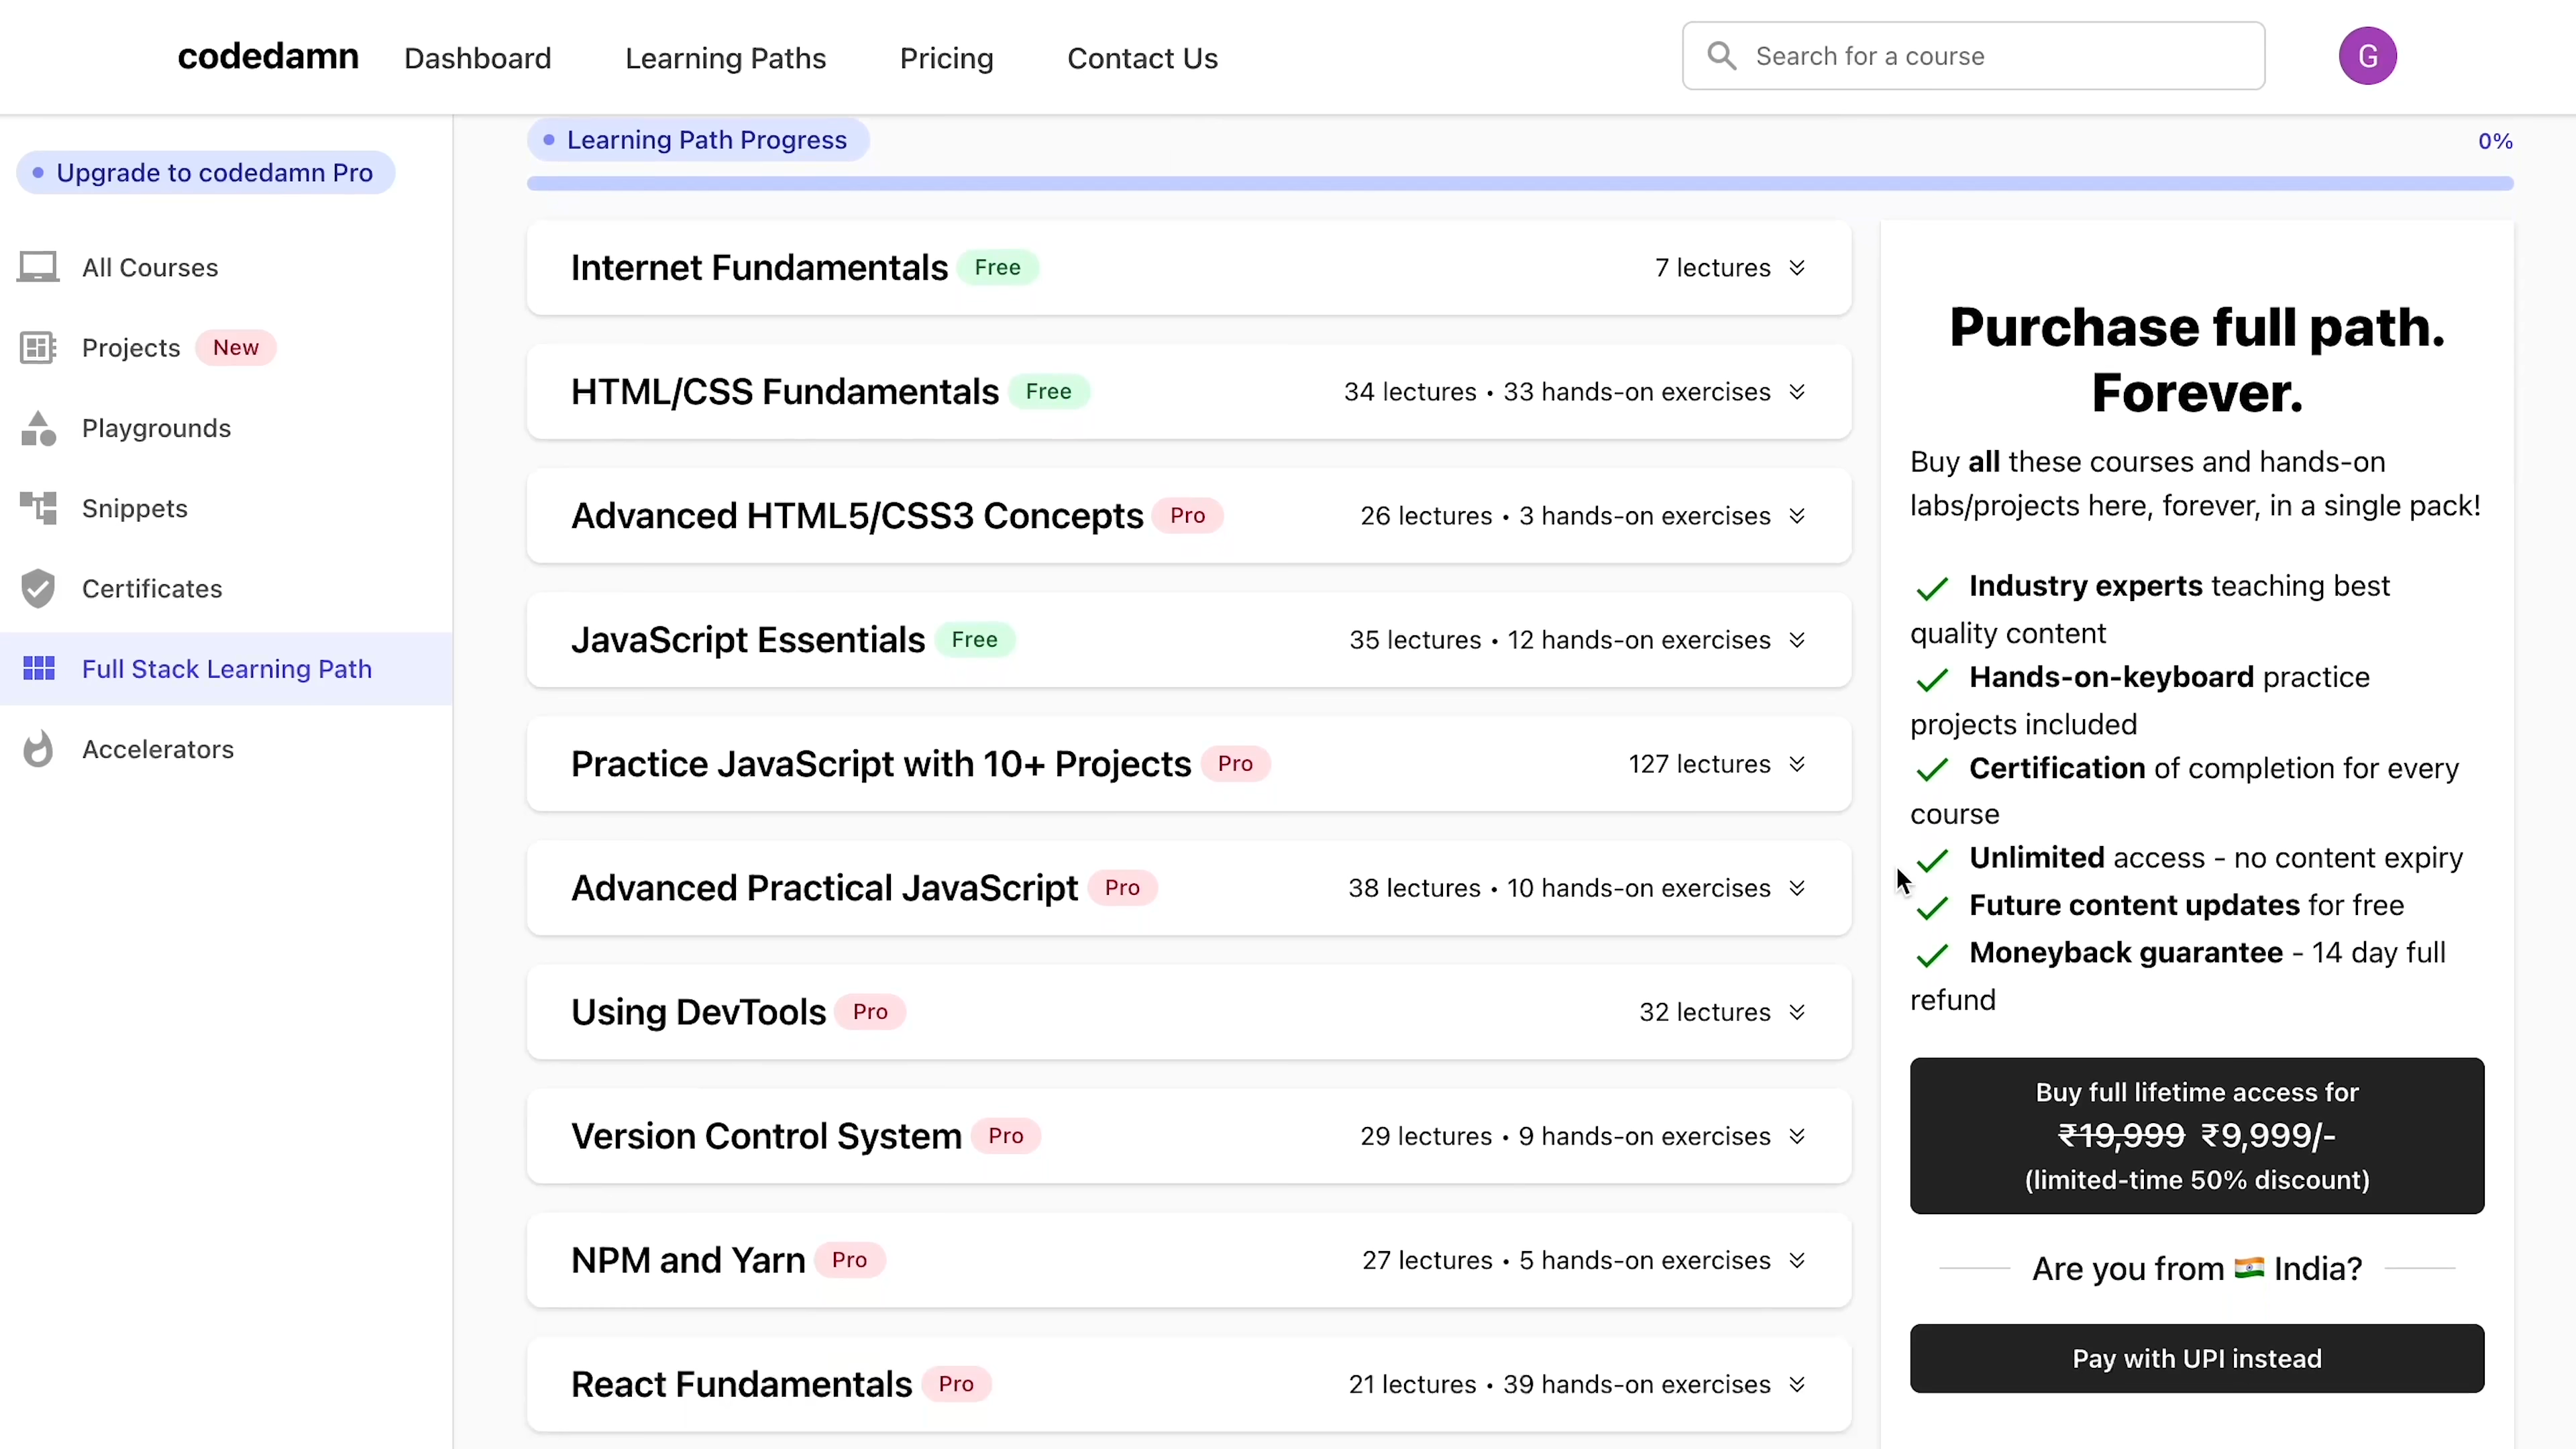 codedamn
Dashboard
Learning Paths
Pricing
Contact Us
Search for a course
G
Upgrade to codedamn Pro
All Courses
Projects New
Playgrounds
Snippets
Certificates
Full Stack Learning Path
Accelerators
Learning Path Progress
0%
Internet Fundamentals Free 7 lectures
HTML/CSS Fundamentals Free 34 lectures • 33 hands-on exercises
Advanced HTML5/CSS3 Concepts Pro 26 lectures • 3 hands-on exercises
JavaScript Essentials Free 35 lectures • 12 hands-on exercises
Practice JavaScript with 10+ Projects Pro 127 lectures
Advanced Practical JavaScript Pro 38 lectures • 10 hands-on exercises
Using DevTools Pro 32 lectures
Version Control System Pro 29 lectures • 9 hands-on exercises
NPM and Yarn Pro 27 lectures • 5 hands-on exercises
React Fundamentals Pro 21 lectures • 39 hands-on exercises
Purchase full path.
Forever.
Buy all these courses and hands-on
labs/projects here, forever, in a single pack!
Industry experts teaching best
quality content
Hands-on-keyboard practice
projects included
Certification of completion for every
course
Unlimited access - no content expiry
Future content updates for free
Moneyback guarantee - 14 day full
refund
Buy full lifetime access for
₹19,999 ₹9,999/-
(limited-time 50% discount)
Are you from 🇮🇳 India?
Pay with UPI instead